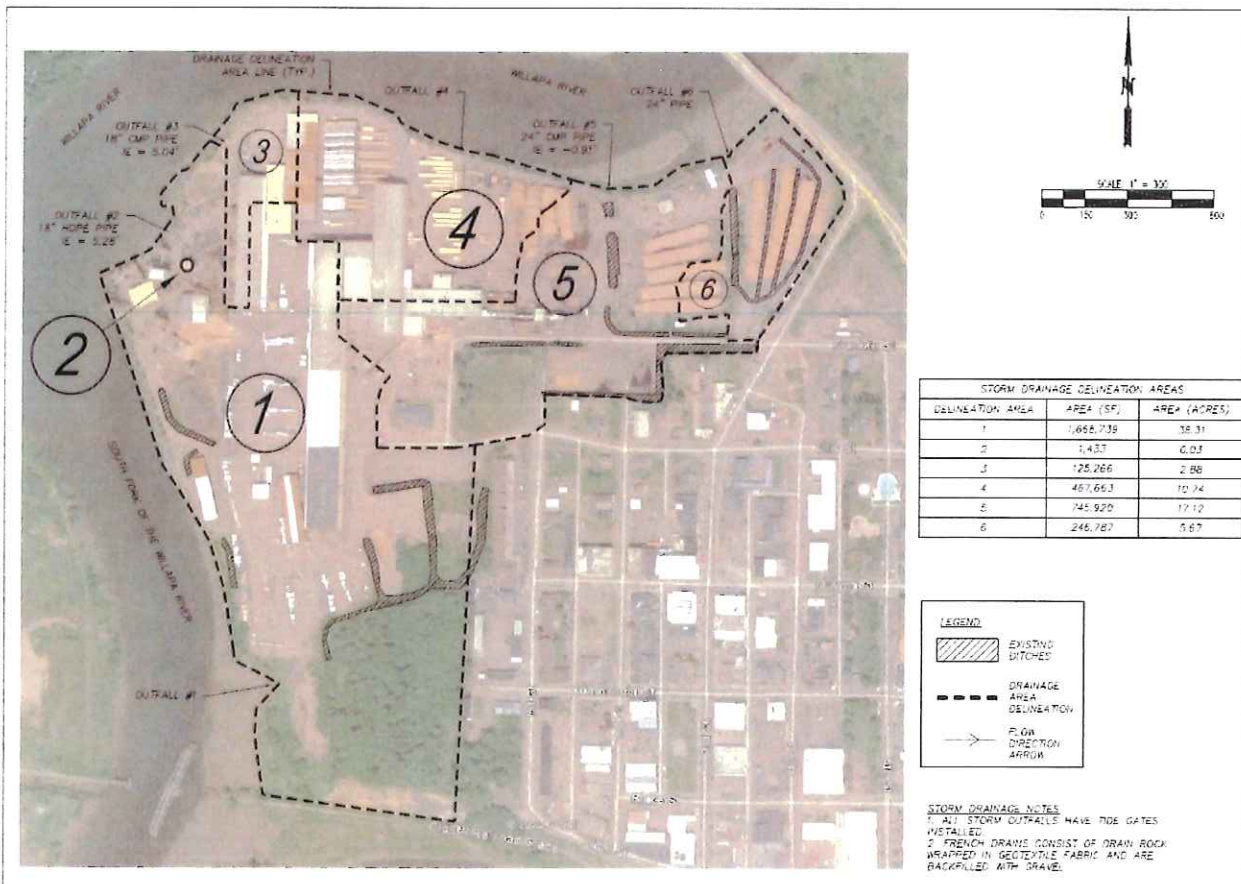 DRAINAGE DELINEATION
AREA LINE (TYP.)
WILLAPA RIVER
WILLAPA RIVER
OUTFALL #4
OUTFALL #6
24" PIPE
OUTFALL #3
18" CMP PIPE
IE = 5.04'
OUTFALL #5
24" CMP PIPE
IE = -0.91'
OUTFALL #2
18" HDPE PIPE
IE = 5.28'
3
4
5
6
2
1
SOUTH FORK OF THE WILLAPA RIVER
OUTFALL #1
N
SCALE: 1" = 300'
0 150 300 600
STORM DRAINAGE DELINEATION AREAS
DELINEATION AREA AREA (SF) AREA (ACRES)
1 1,668,739 38.31
2 1,433 0.03
3 125,266 2.88
4 467,663 10.74
5 745,920 17.12
6 246,787 5.67
LEGEND
EXISTING
DITCHES
DRAINAGE
AREA
DELINEATION
FLOW
DIRECTION
ARROW
STORM DRAINAGE NOTES
1. ALL STORM OUTFALLS HAVE TIDE GATES
INSTALLED.
2. FRENCH DRAINS CONSIST OF DRAIN ROCK
WRAPPED IN GEOTEXTILE FABRIC AND ARE
BACKFILLED WITH GRAVEL